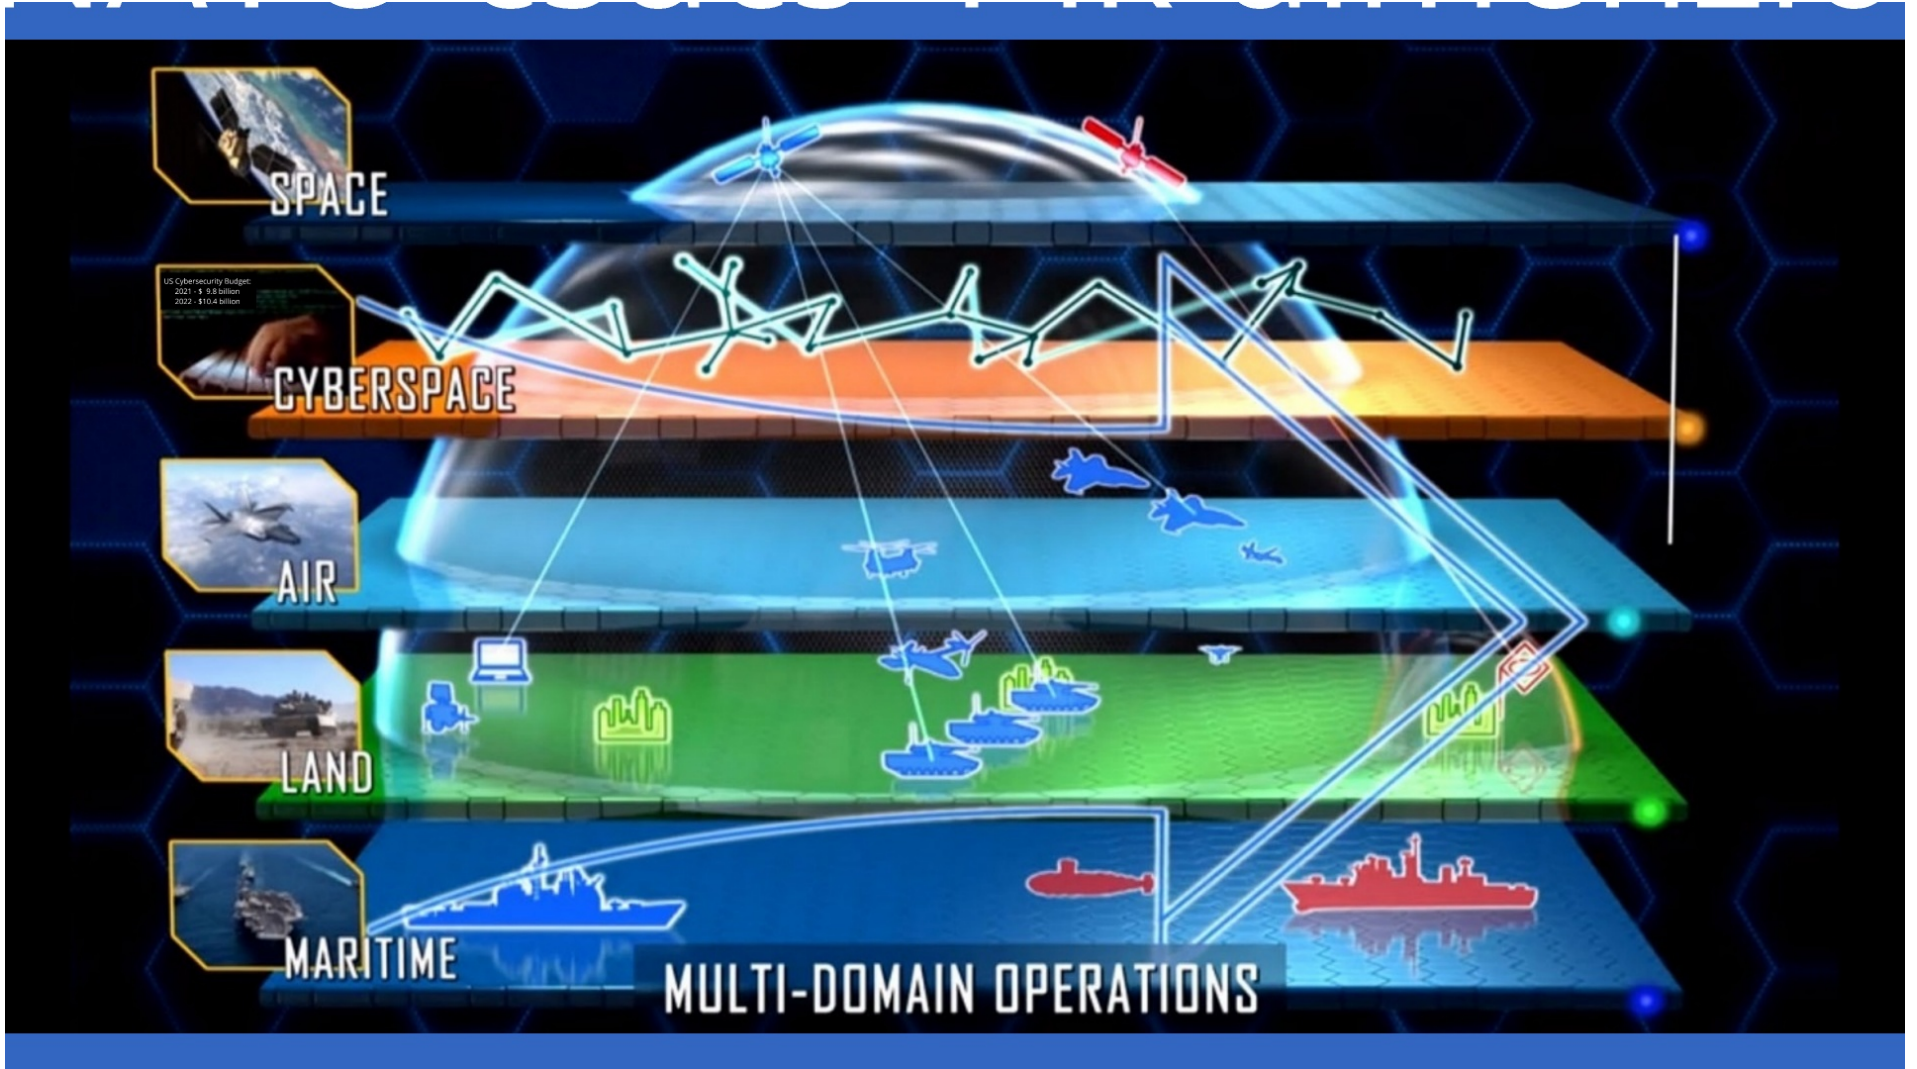 SPACE
US Cybersecurity Budget:
2021 - $ 9.8 billion
2022 - $10.4 billion
CYBERSPACE
AIR
LAND
MARITIME
MULTI-DOMAIN OPERATIONS